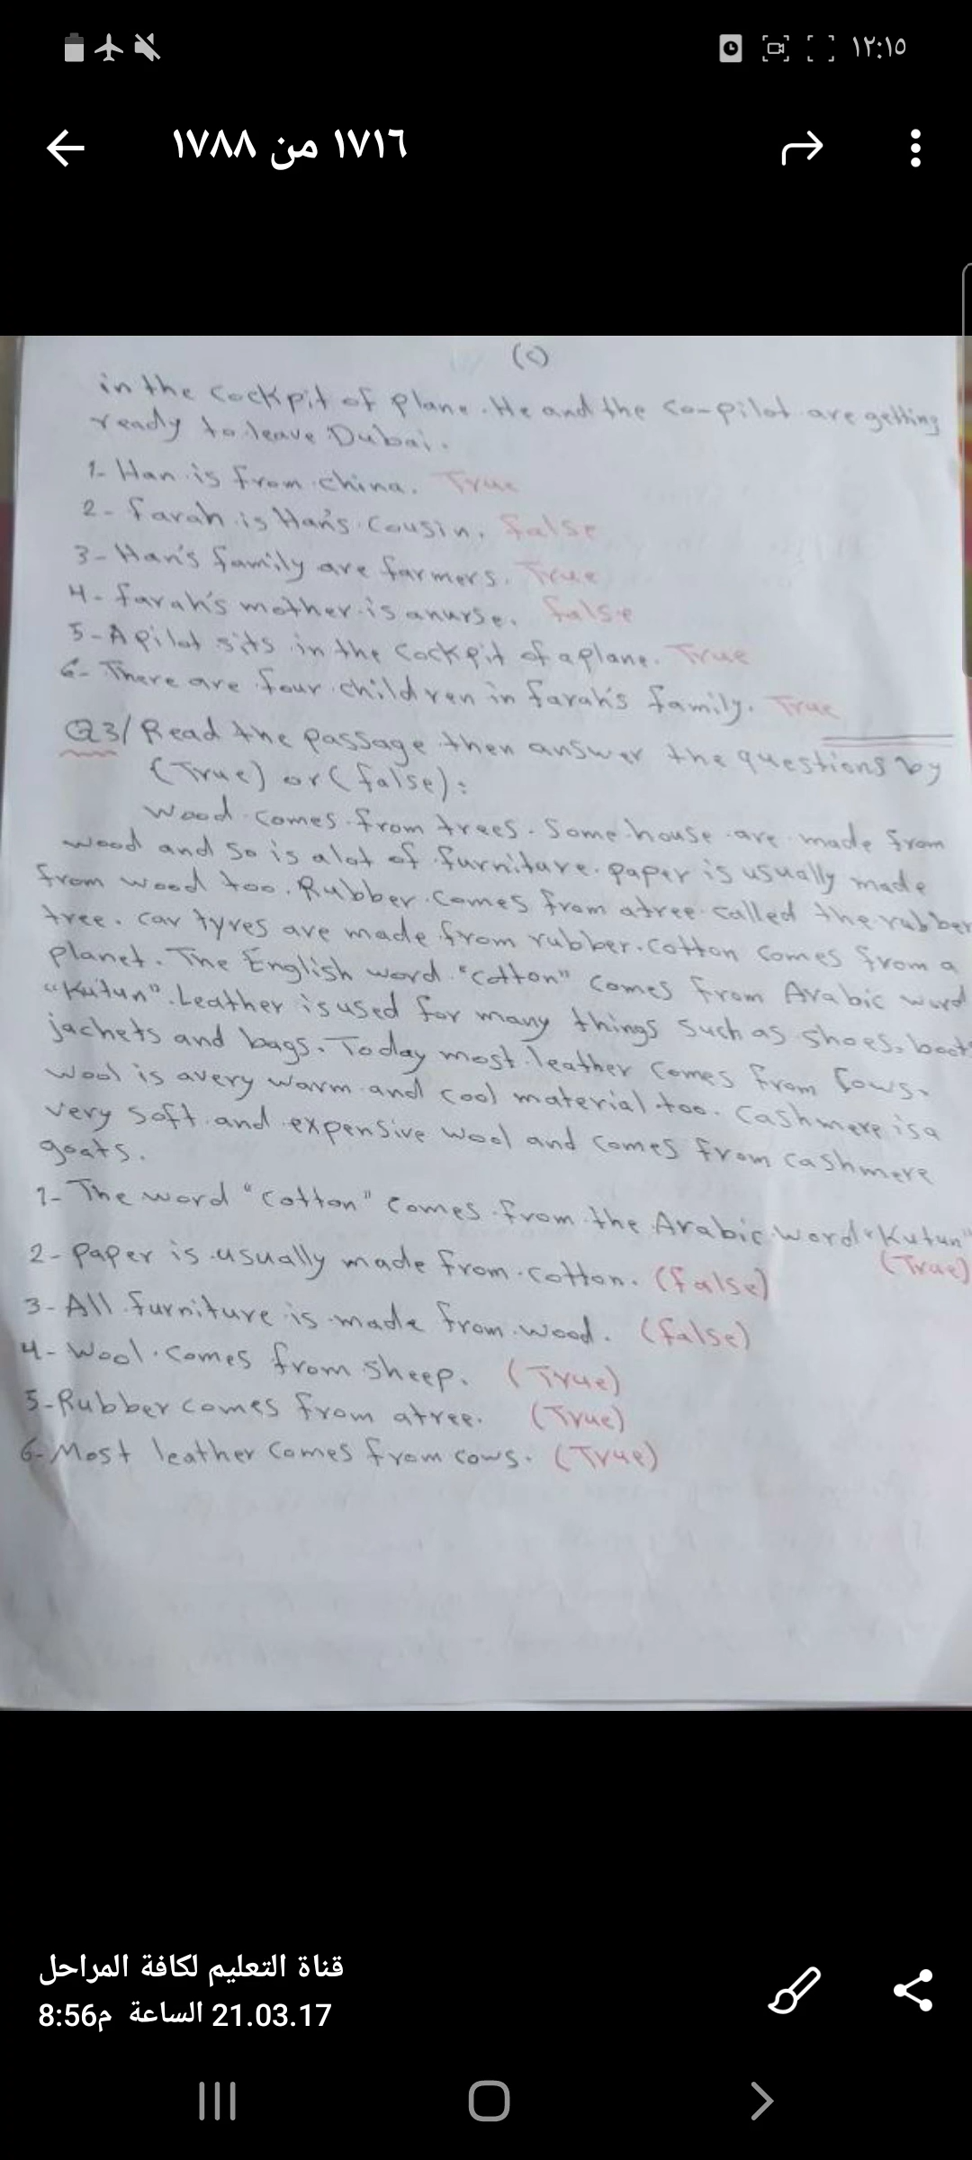 ١٢:١٥
١٧١٦ من ١٧٨٨
(c)
in the cockpit of plane. He and the co-pilot are getting
ready to leave Dubai.
1- Han is from china. True
2- Farah is Han's cousin. False
3- Han's family are farmers. True
4- Farah's mother is anurse. false
5- A pilot sits in the cockpit of a plane. True
6- There are four children in farah's family. True
Q3/ Read the passage then answer the questions by
(True) or (false):
Wood comes from trees. Some house are made from
wood and so is a lot of furniture. paper is usually made
from wood too. Rubber comes from atree called the rubber
tree. car tyres are made from rubber. cotton comes from a
planet. The English word "cotton" comes from Arabic word
"Kutun". Leather is used for many things such as shoes, boot
jachets and bags. Today most leather comes from cows.
Wool is avery warm and cool material too. Cashmere is a
very soft and expensive wool and comes from cashmere
goats.
1- The word "cotton" comes from the Arabic word "Kutun"
(True)
2- paper is usually made from cotton. (false)
3- All furniture is made from wood. (false)
4- Wool comes from sheep. (True)
5- Rubber comes from atree. (True)
6- Most leather comes from cows. (True)
قناة التعليم لكافة المراحل
21.03.17 الساعة 8:56م